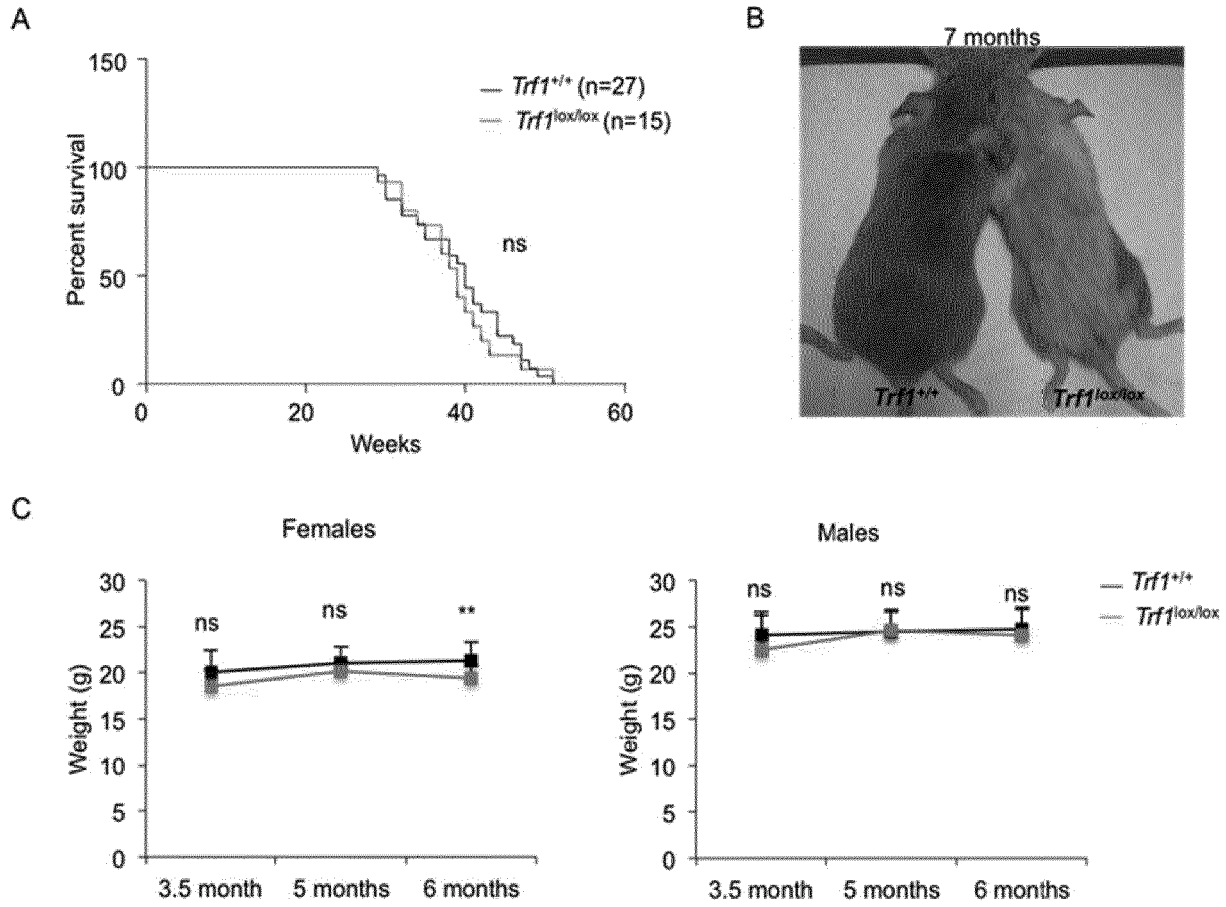 A
Percent survival
150
100
50
0
0 20 40 60
Weeks
Trf1+/+ (n=27)
Trf1lox/lox (n=15)
ns
B
7 months
Trf1+/+ Trf1lox/lox
C
Females
Weight (g)
30
25
20
15
10
5
0
ns ns **
3.5 month 5 months 6 months
Males
Weight (g)
30
25
20
15
10
5
0
ns ns ns
3.5 month 5 months 6 months
Trf1+/+
Trf1lox/lox